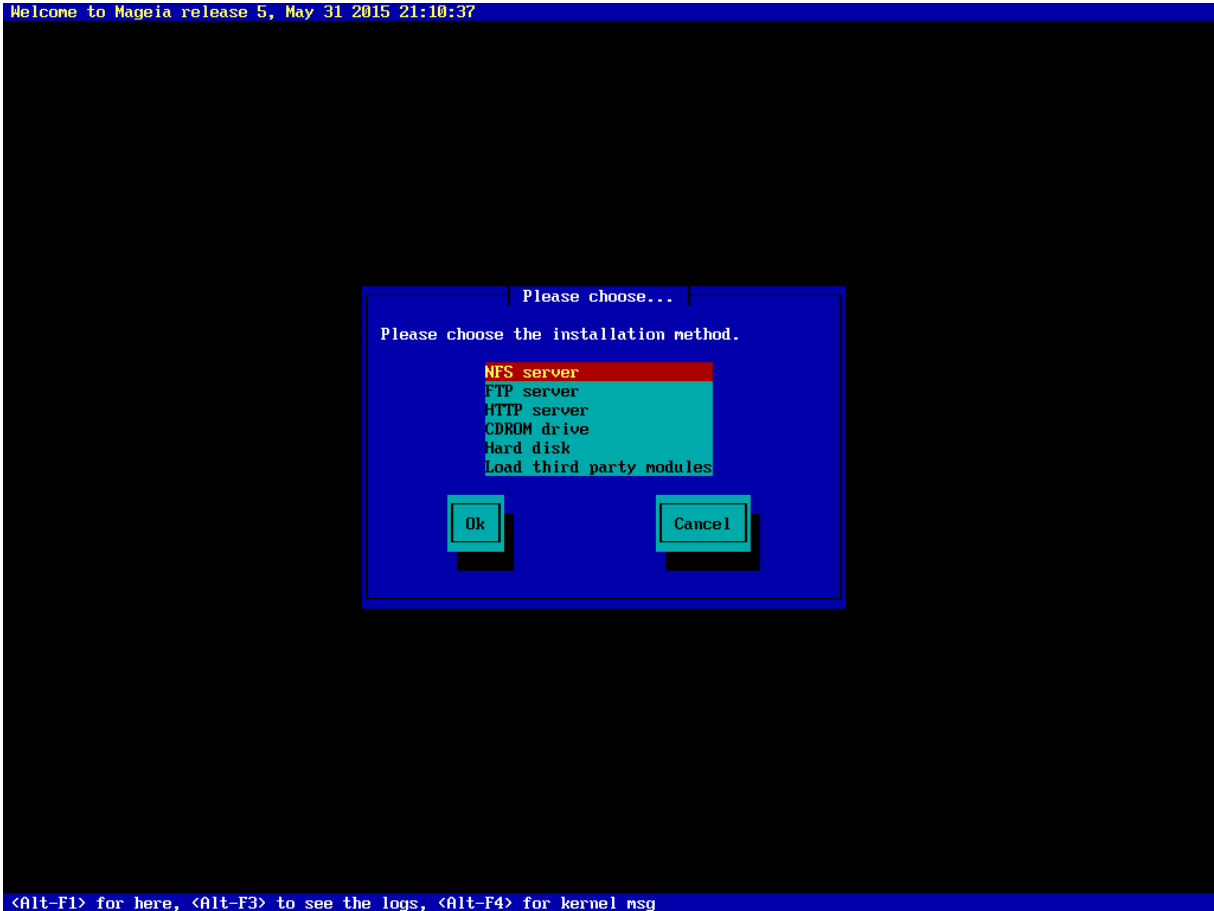 Welcome to Mageia release 5, May 31 2015 21:10:37
Please choose...
Please choose the installation method.
NFS server
FTP server
HTTP server
CDROM drive
Hard disk
Load third party modules
Ok Cancel
<Alt-F1> for here, <Alt-F3> to see the logs, <Alt-F4> for kernel msg